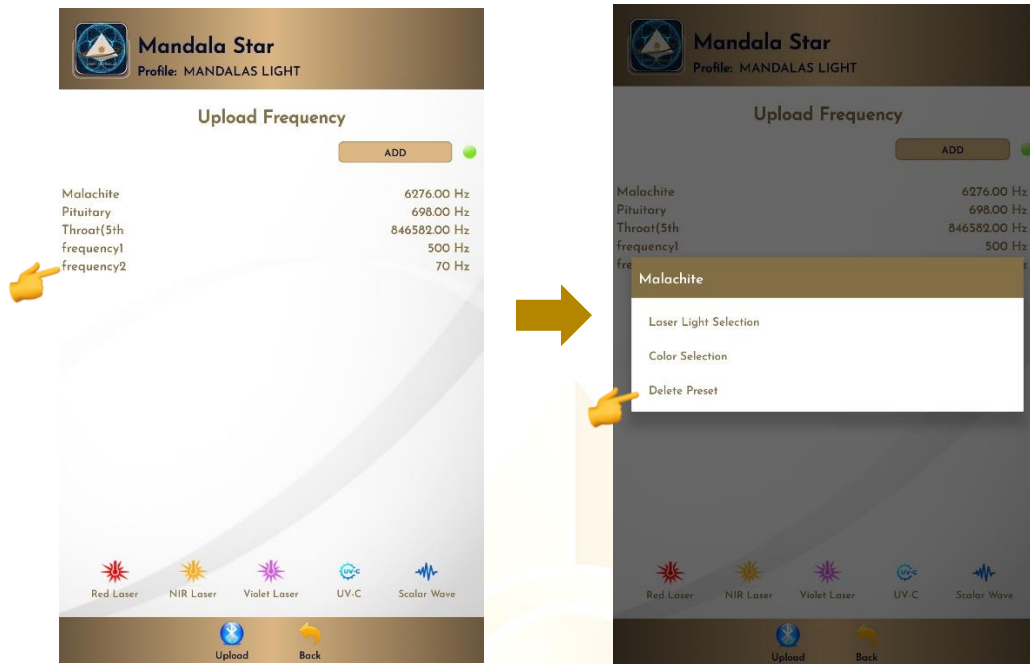 Mandala Star
Profile: MANDALAS LIGHT
Upload Frequency
ADD
Malachite 6276.00 Hz
Pituitary 698.00 Hz
Throat(5th 846582.00 Hz
frequency1 500 Hz
frequency2 70 Hz
Red Laser NIR Laser Violet Laser UV-C Scalar Wave
Upload Back
Mandala Star
Profile: MANDALAS LIGHT
Upload Frequency
ADD
Malachite 6276.00 Hz
Pituitary 698.00 Hz
Throat(5th 846582.00 Hz
frequency1 500 Hz
Malachite
Laser Light Selection
Color Selection
Delete Preset
Red Laser NIR Laser Violet Laser UV-C Scalar Wave
Upload Back